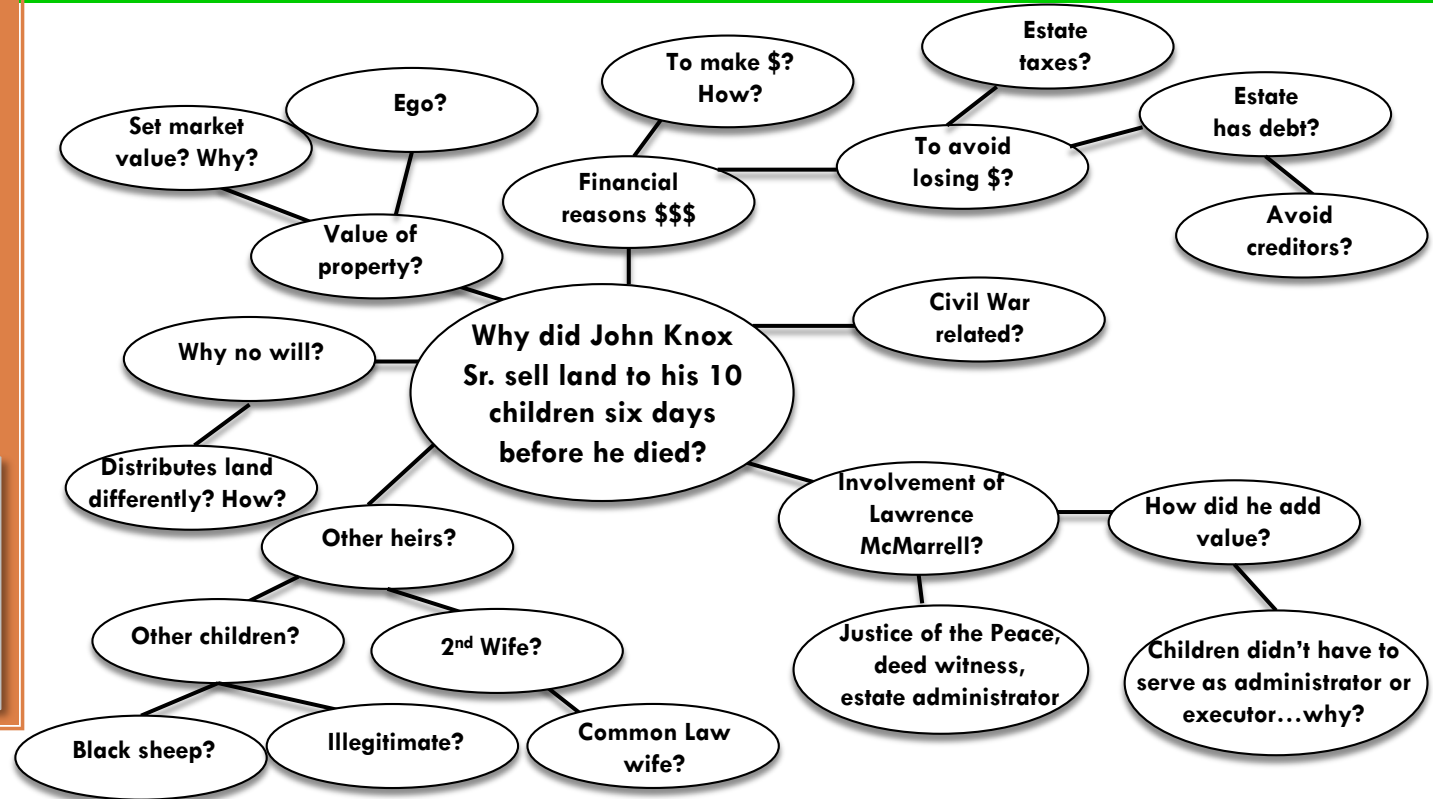 Estate
taxes?
To make $?
How?
Ego?
Estate
has debt?
Set market
value? Why?
To avoid
losing $?
Financial
reasons $$$
Avoid
creditors?
Value of
property?
Civil War
related?
Why no will?
Why did John Knox
Sr. sell land to his 10
children six days
before he died?
Distributes land
differently? How?
Involvement of
Lawrence
McMarrell?
How did he add
value?
Other heirs?
Other children?
2nd Wife?
Justice of the Peace,
deed witness,
estate administrator
Children didn't have to
serve as administrator or
executor...why?
Black sheep?
Illegitimate?
Common Law
wife?